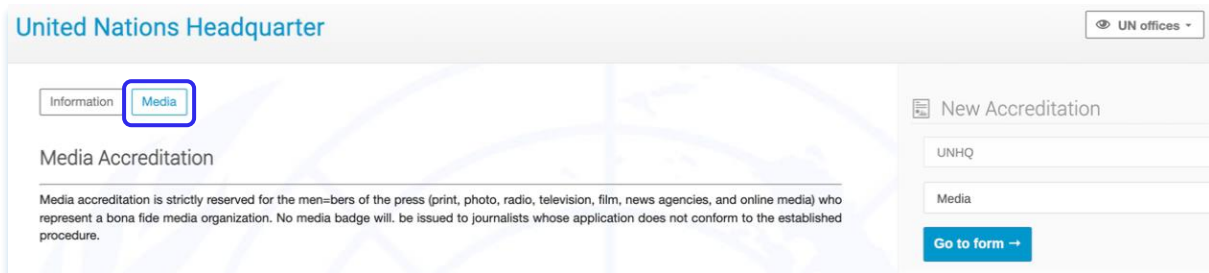 United Nations Headquarter
UN offices
Information
Media
New Accreditation
Media Accreditation
UNHQ
Media accreditation is strictly reserved for the men=bers of the press (print, photo, radio, television, film, news agencies, and online media) who
represent a bona fide media organization. No media badge will. be issued to journalists whose application does not conform to the established
procedure.
Media
Go to form →